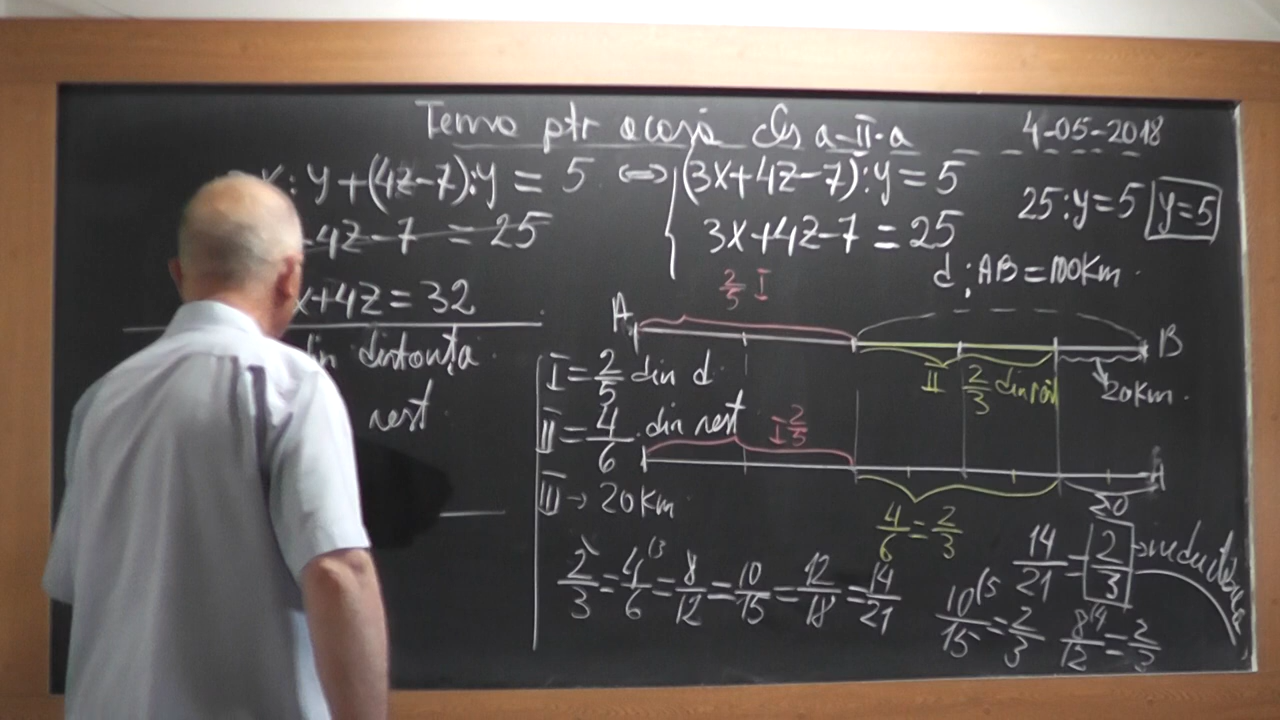 Tema ptr acasă cls a-II-a
4-05-2018
x:y+(4z-7):y = 5 <=> (3x+4z-7):y=5
25:y=5 y=5
-4z-7 = 25
3x+4z-7=25
x+4z=32
d:AB=100Km.
2/5 I
A B
din distanța
rest
I=2/5 din d
II=4/6 din rest
III→20Km
II 2/3 din
20Km.
I 2/5
A
20
4/6=2/3
2/3=4/6=8/12=10/15=12/18=14/21
14/21=2/3
10/15=2/3
8/12=2/3